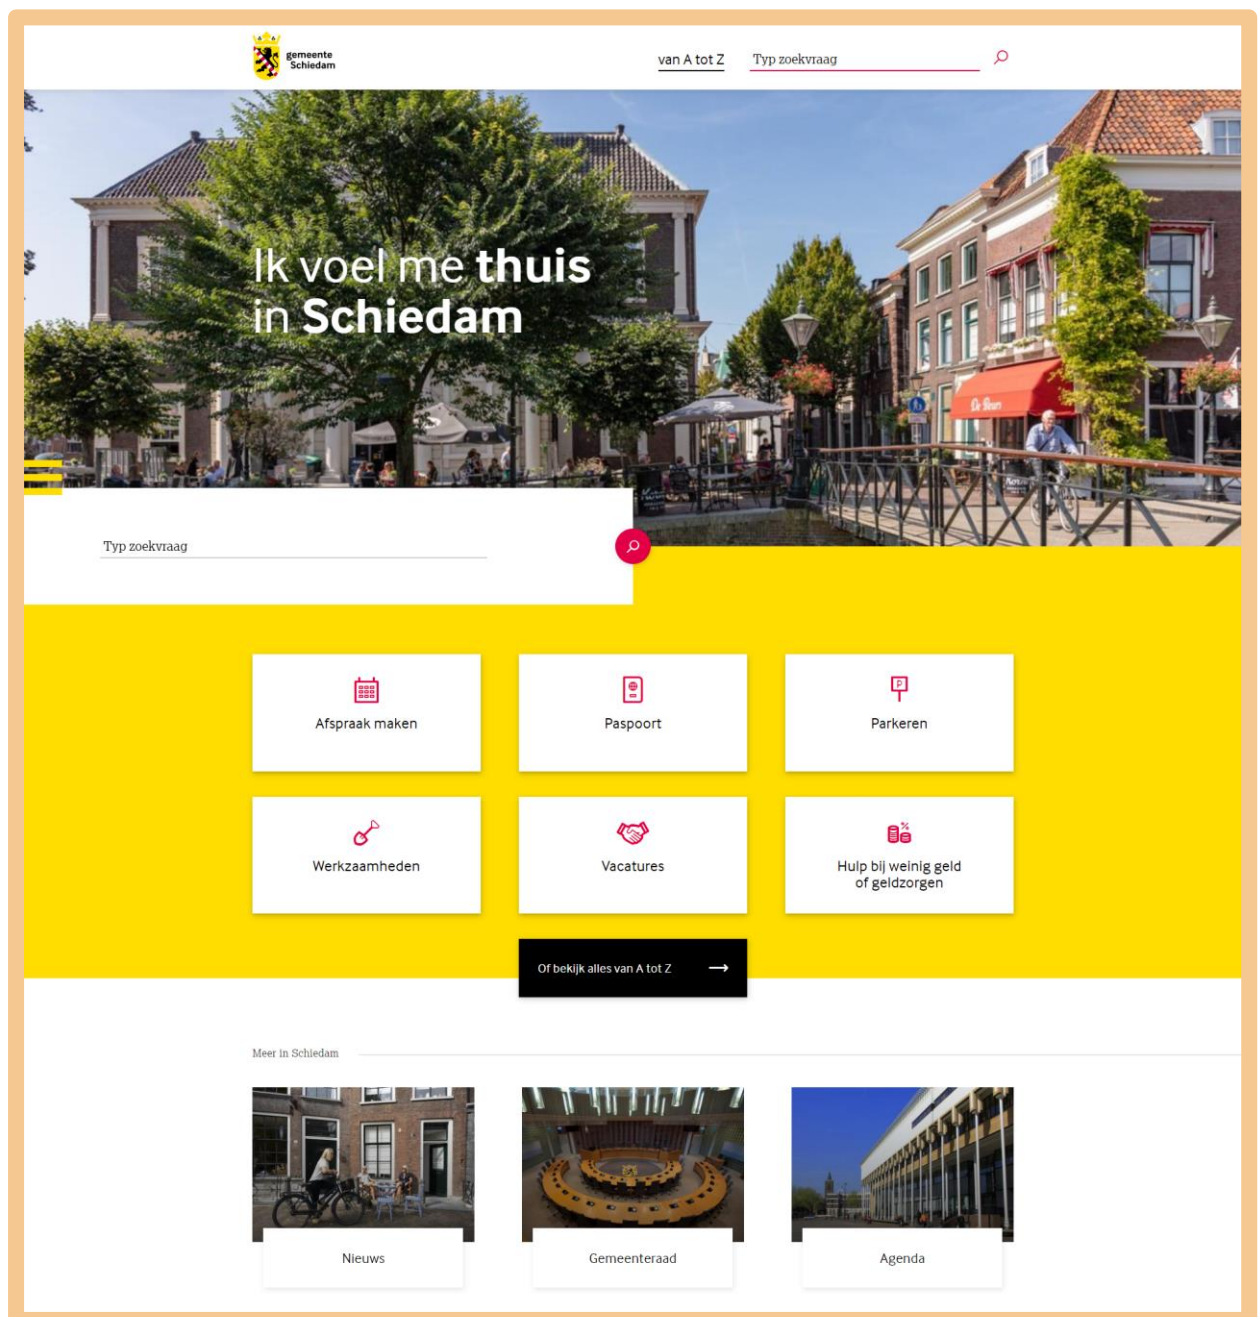 gemeente
Schiedam
van A tot Z
Typ zoekvraag
Ik voel me thuis
in Schiedam
Typ zoekvraag
Afspraak maken
Paspoort
P
Parkeren
Werkzaamheden
Vacatures
%
Hulp bij weinig geld
of geldzorgen
Of bekijk alles van A tot Z
Meer in Schiedam
Nieuws
Gemeenteraad
Agenda